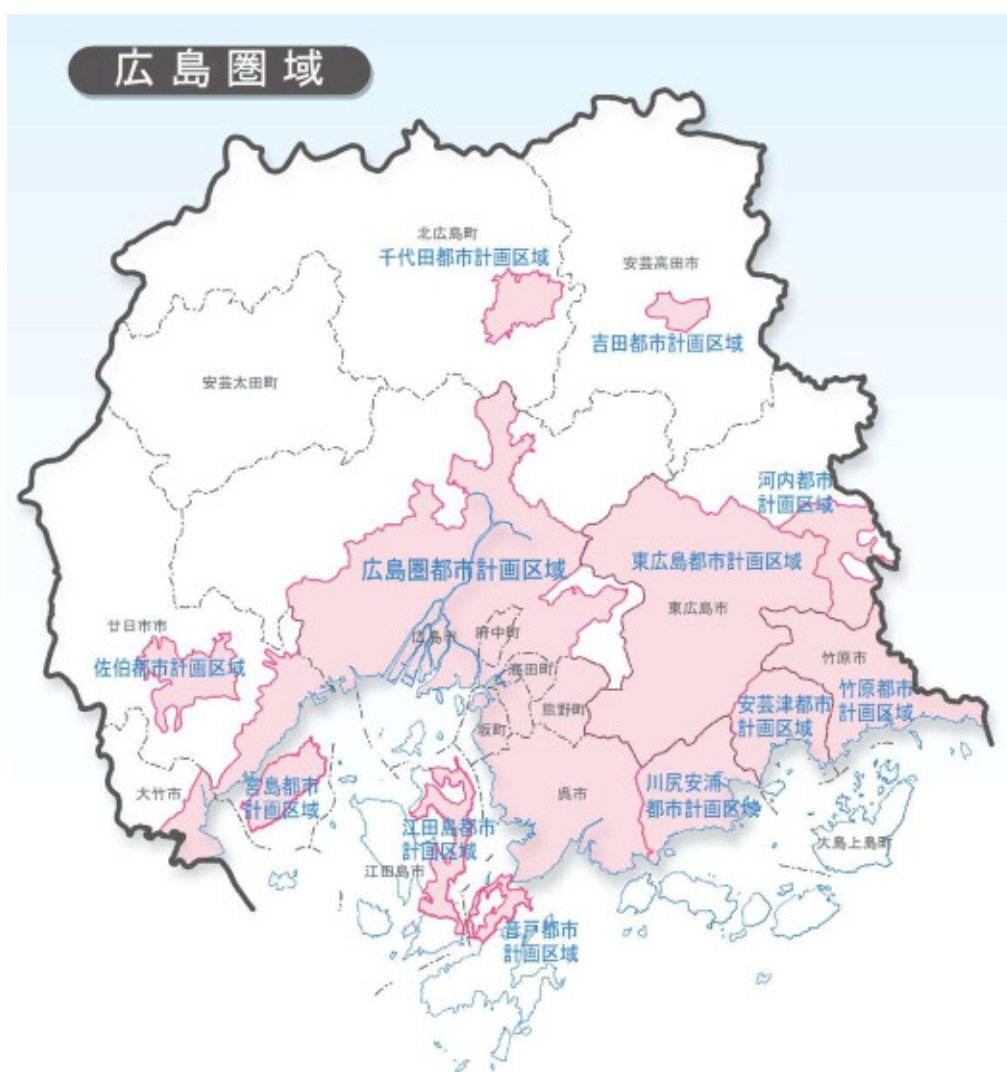 広島圏域
北広島町
千代田都市計画区域
安芸高田市
吉田都市計画区域
安芸太田町
河内都市
計画区域
広島圏都市計画区域
東広島都市計画区域
東広島市
廿日市市
佐伯都市計画区域
広島市
府中町
海田町
竹原市
熊野町
坂町
安芸津都市
計画区域
竹原都市
計画区域
大竹市
宮島都市
計画区域
呉市
川尻安浦
都市計画区域
江田島都市
計画区域
江田島市
大島上島町
音戸都市
計画区域